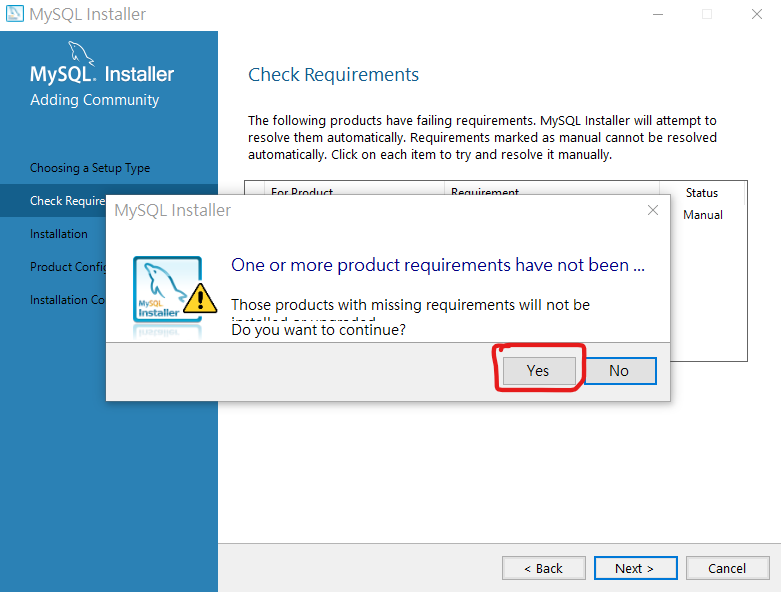 MySQL Installer
MySQL. Installer
Adding Community
Choosing a Setup Type
Check Require
Installation
Product Config
Installation Co
Check Requirements
The following products have failing requirements. MySQL Installer will attempt to
resolve them automatically. Requirements marked as manual cannot be resolved
automatically. Click on each item to try and resolve it manually.
For Product Requirement Status
Manual
MySQL Installer
MySQL
Installer
One or more product requirements have not been ...
Those products with missing requirements will not be
installed or upgraded
Do you want to continue?
Yes No
< Back Next > Cancel